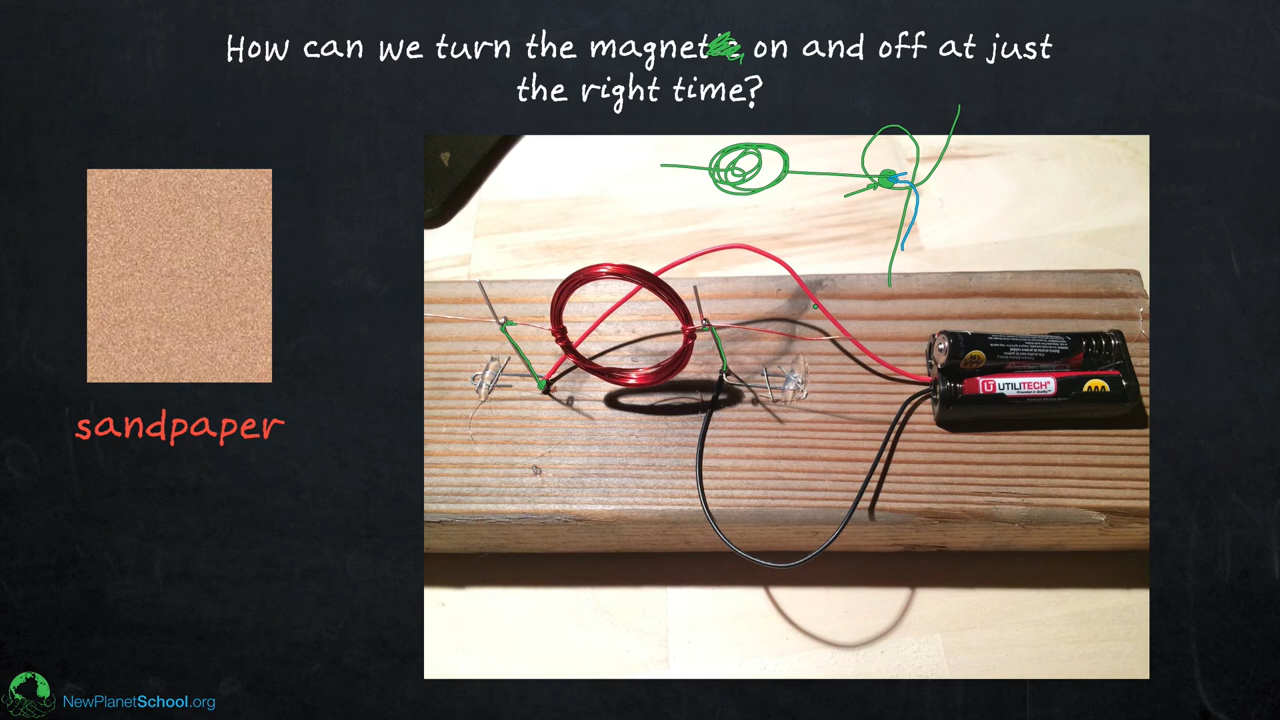 How can we turn the magnet on and off at just
the right time?
sandpaper
UTILITECH
AAA
NewPlanetSchool.org